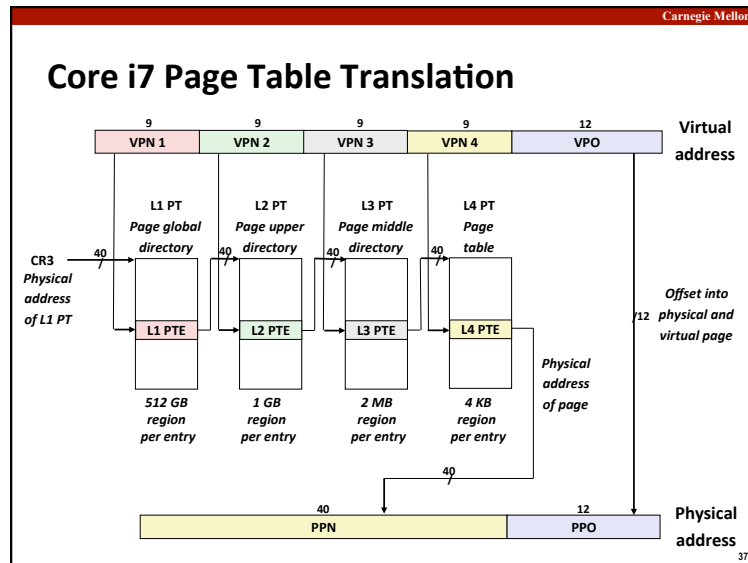 Carnegie Mellon
Core i7 Page Table Translation
9 9 9 9 12
VPN 1 VPN 2 VPN 3 VPN 4 VPO
Virtual
address
L1 PT
Page global
directory
L2 PT
Page upper
directory
L3 PT
Page middle
directory
L4 PT
Page
table
CR3
Physical
address
of L1 PT
40 40 40 40
L1 PTE L2 PTE L3 PTE L4 PTE
/12
Offset into
physical and
virtual page
Physical
address
of page
512 GB
region
per entry
1 GB
region
per entry
2 MB
region
per entry
4 KB
region
per entry
40
40 12
PPN PPO
Physical
address
37